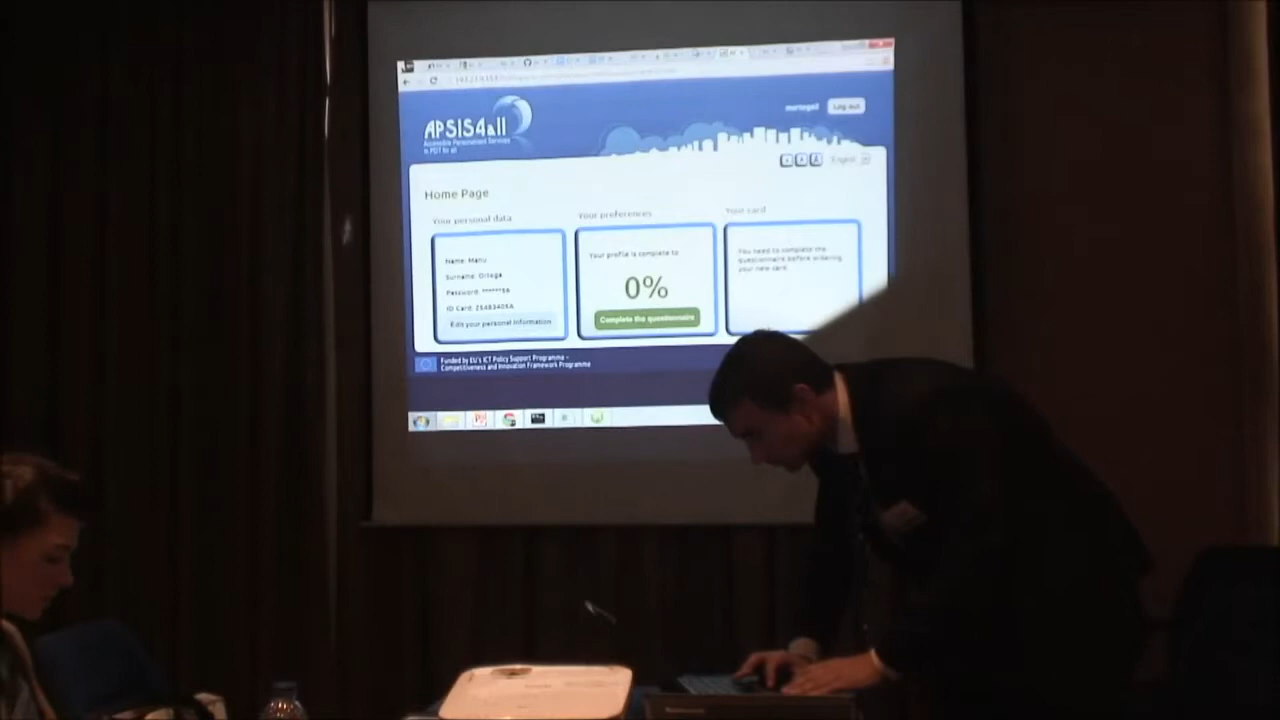 APSIS4all
Accessible Personalised Services
in PDT for all
Log out
English
Home Page
Your personal data
Your preferences
Your card
Name: Manu
Surname: Ortega
Your profile is complete to
You need to complete the
questionnaire before ordering
your new card
0%
Complete the questionnaire
Edit your personal information
Funded by EU's ICT Policy Support Programme -
Competitiveness and Innovation Framework Programme